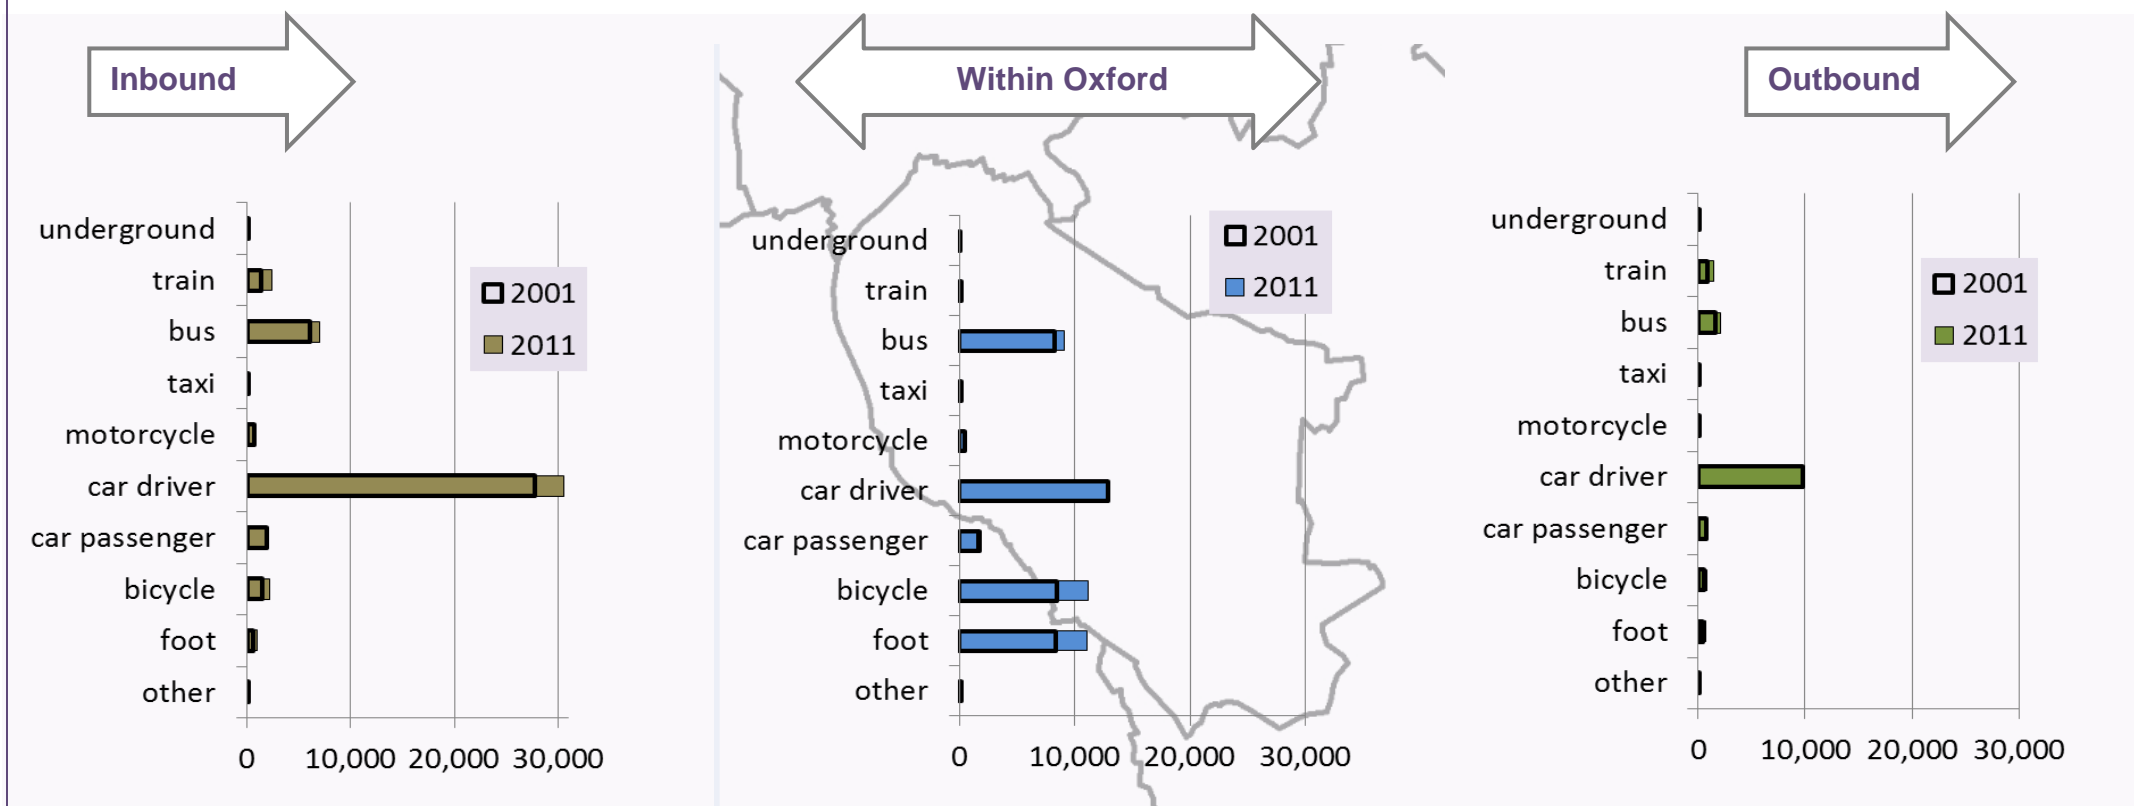 Inbound
Within Oxford
Outbound
underground
train
bus
taxi
motorcycle
car driver
car passenger
bicycle
foot
other
0 10,000 20,000 30,000
2001
2011
underground
train
bus
taxi
motorcycle
car driver
car passenger
bicycle
foot
other
0 10,000 20,000 30,000
2001
2011
underground
train
bus
taxi
motorcycle
car driver
car passenger
bicycle
foot
other
0 10,000 20,000 30,000
2001
2011